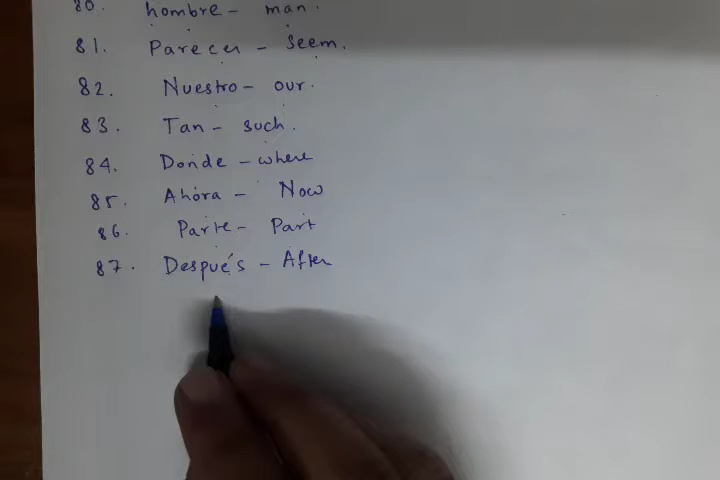 80. hombre - man.
81. Parecer - seem.
82. Nuestro - our.
83. Tan - such.
84. Donde - where
85. Ahora - Now
86. Parte - Part
87. Después - After